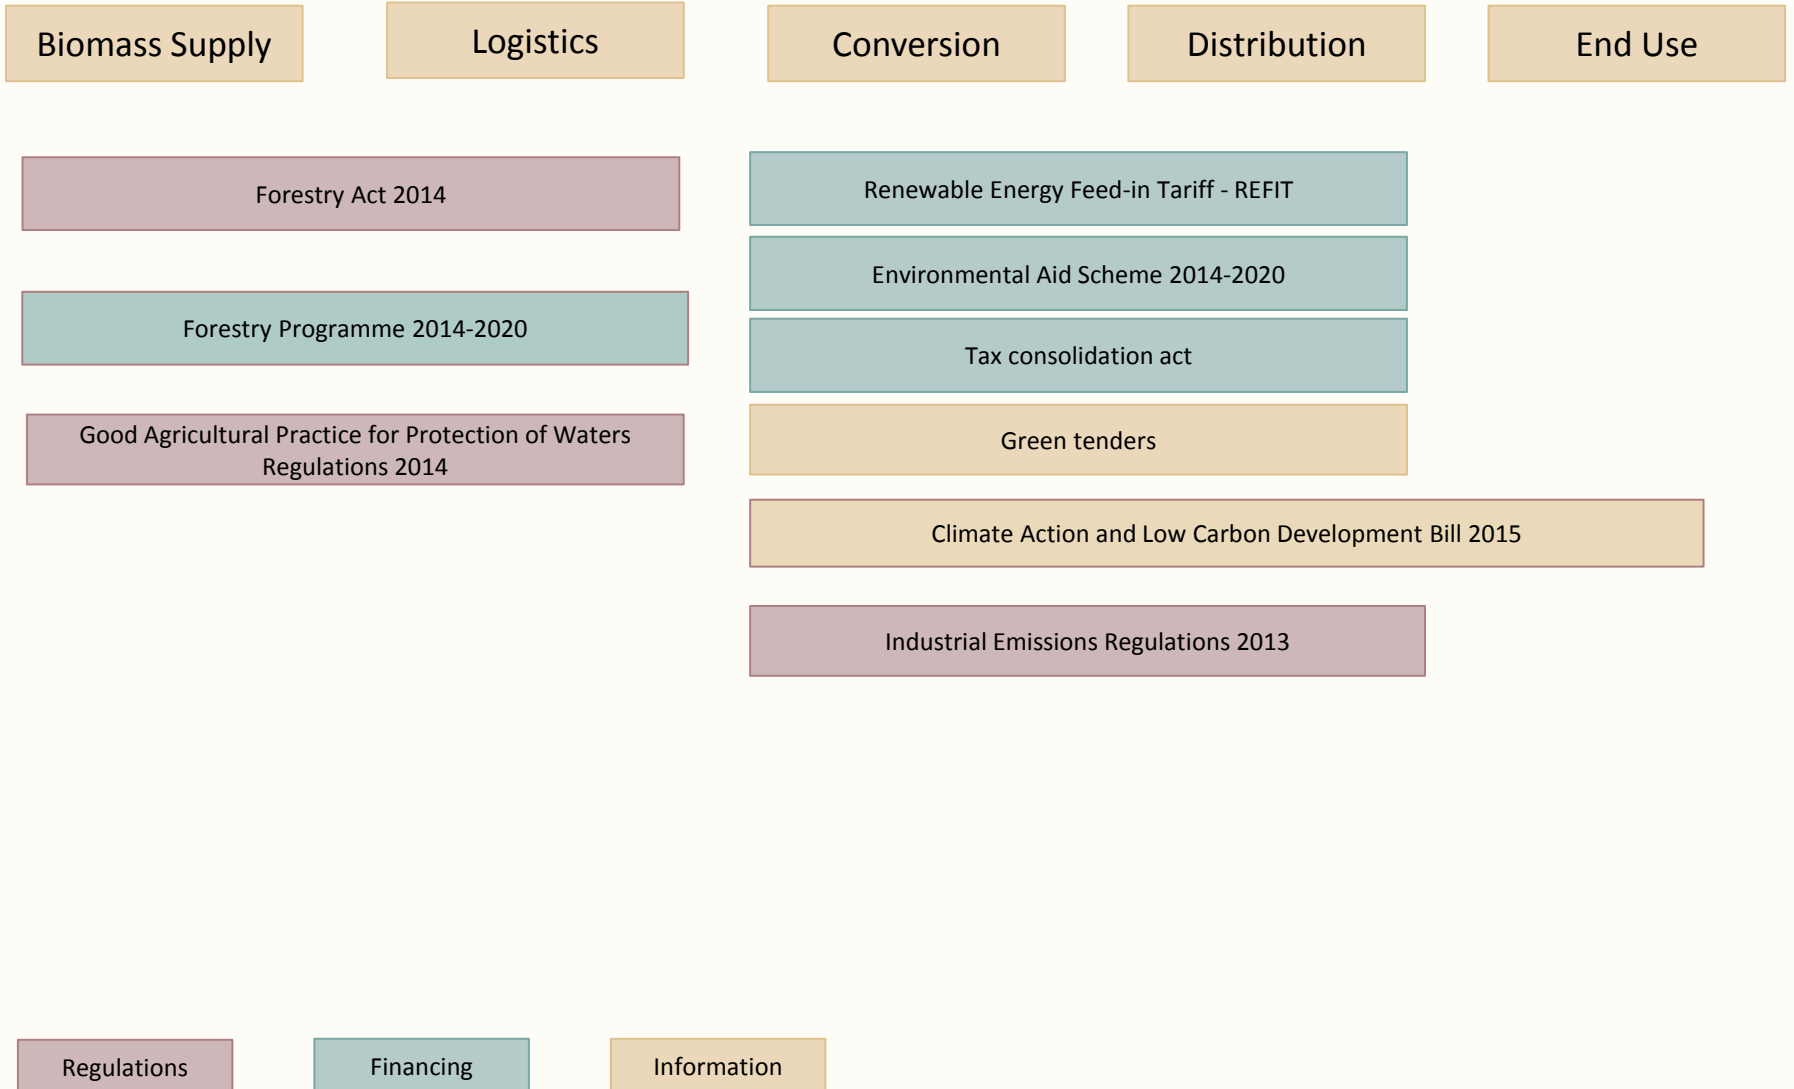 Biomass Supply
Logistics
Conversion
Distribution
End Use
Forestry Act 2014
Forestry Programme 2014-2020
Good Agricultural Practice for Protection of Waters
Regulations 2014
Renewable Energy Feed-in Tariff - REFIT
Environmental Aid Scheme 2014-2020
Tax consolidation act
Green tenders
Climate Action and Low Carbon Development Bill 2015
Industrial Emissions Regulations 2013
Regulations
Financing
Information